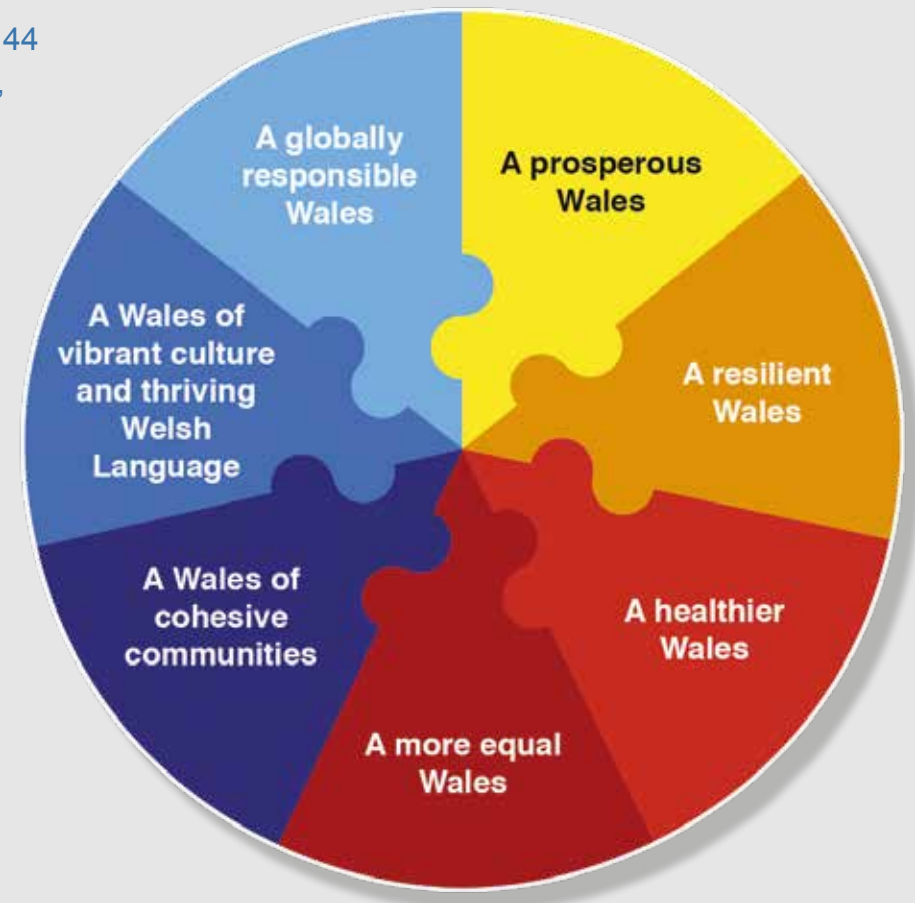 44
,
A globally
responsible
Wales
A prosperous
Wales
A resilient
Wales
A healthier
Wales
A more equal
Wales
A Wales of
cohesive
communities
A Wales of
vibrant culture
and thriving
Welsh
Language